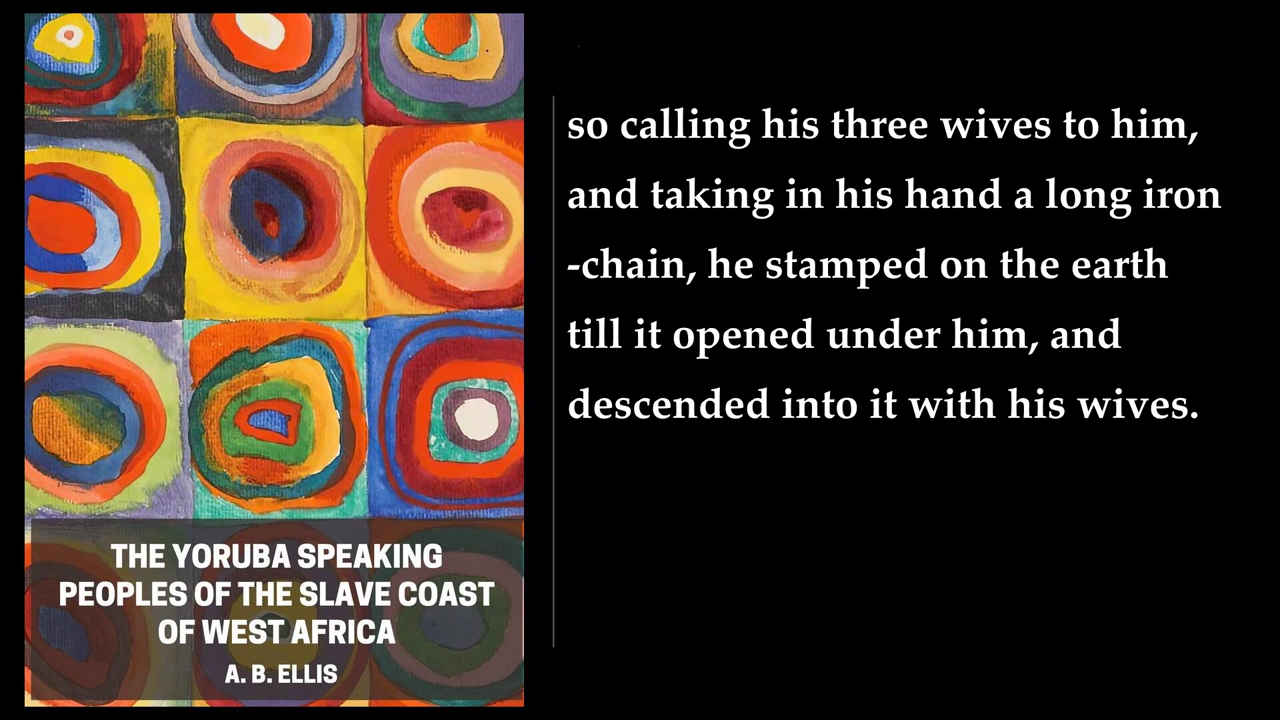 so calling his three wives to him,
and taking in his hand a long iron
-chain, he stamped on the earth
till it opened under him, and
descended into it with his wives.
THE YORUBA SPEAKING
PEOPLES OF THE SLAVE COAST
OF WEST AFRICA
A. B. ELLIS